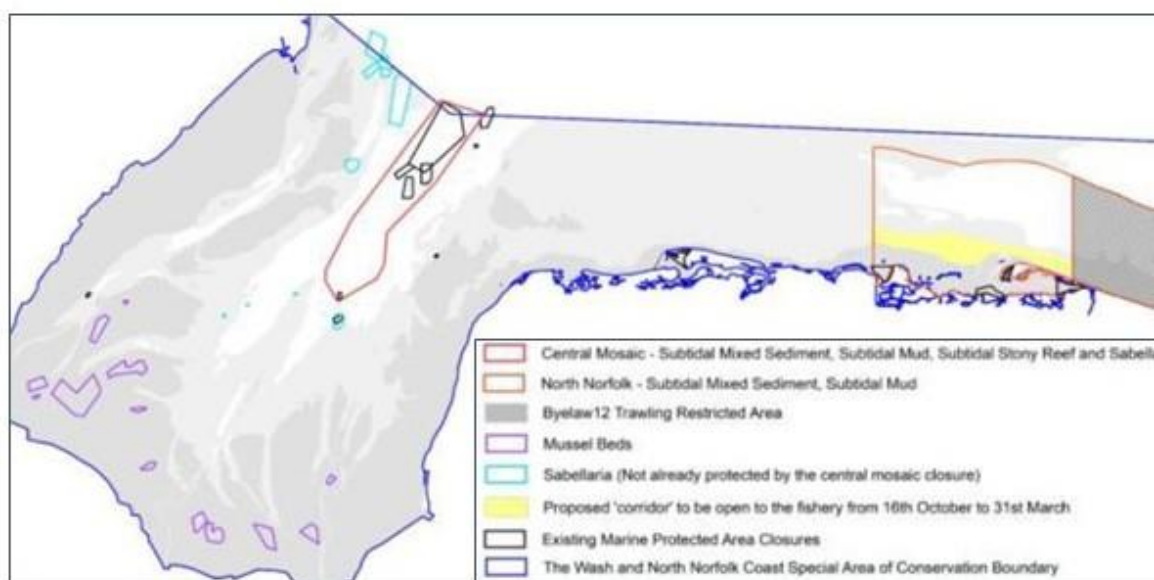 Central Mosaic - Subtidal Mixed Sediment, Subtidal Mud, Subtidal Stony Reef and Sabella
North Norfolk - Subtidal Mixed Sediment, Subtidal Mud
Byelaw12 Trawling Restricted Area
Mussel Beds
Sabellaria (Not already protected by the central mosaic closure)
Proposed 'corridor' to be open to the fishery from 16th October to 31st March
Existing Marine Protected Area Closures
The Wash and North Norfolk Coast Special Area of Conservation Boundary